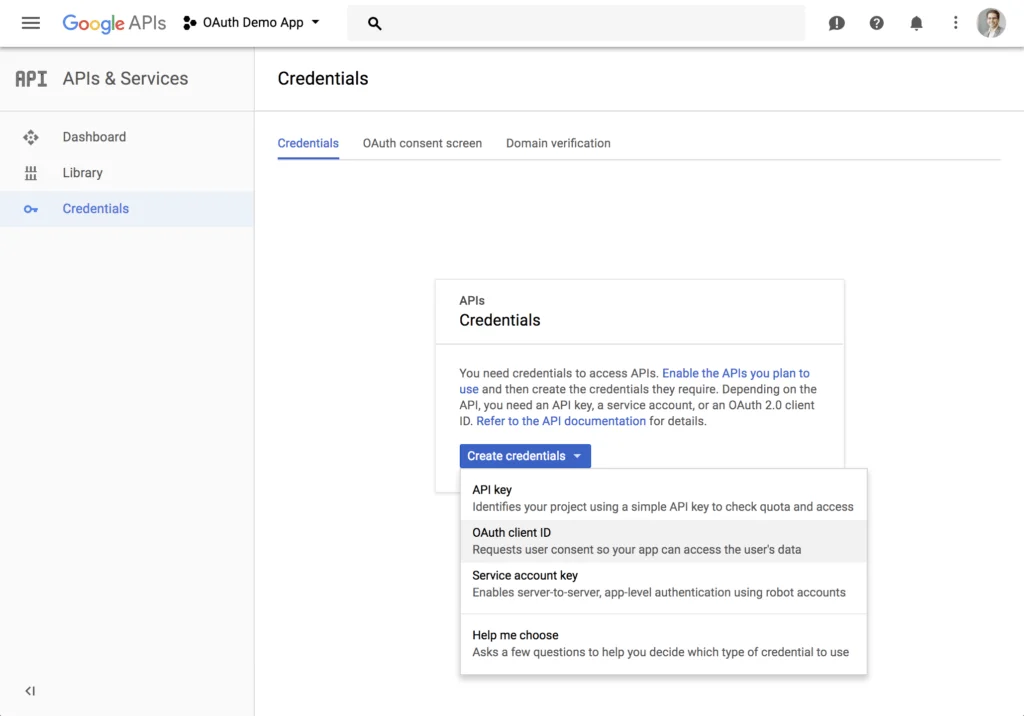 Google APIs
OAuth Demo App
API APIs & Services
Credentials
Dashboard
Library
Credentials
Credentials
OAuth consent screen
Domain verification
APIs
Credentials
You need credentials to access APIs. Enable the APIs you plan to
use and then create the credentials they require. Depending on the
API, you need an API key, a service account, or an OAuth 2.0 client
ID. Refer to the API documentation for details.
Create credentials
API key
Identifies your project using a simple API key to check quota and access
OAuth client ID
Requests user consent so your app can access the user's data
Service account key
Enables server-to-server, app-level authentication using robot accounts
Help me choose
Asks a few questions to help you decide which type of credential to use